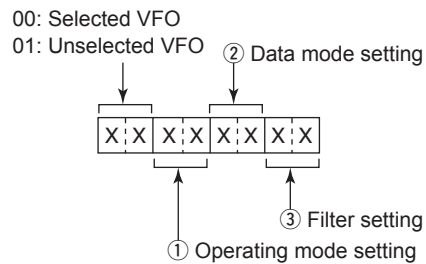 00: Selected VFO
01: Unselected VFO
② Data mode setting
X X X X X X X X
③ Filter setting
① Operating mode setting